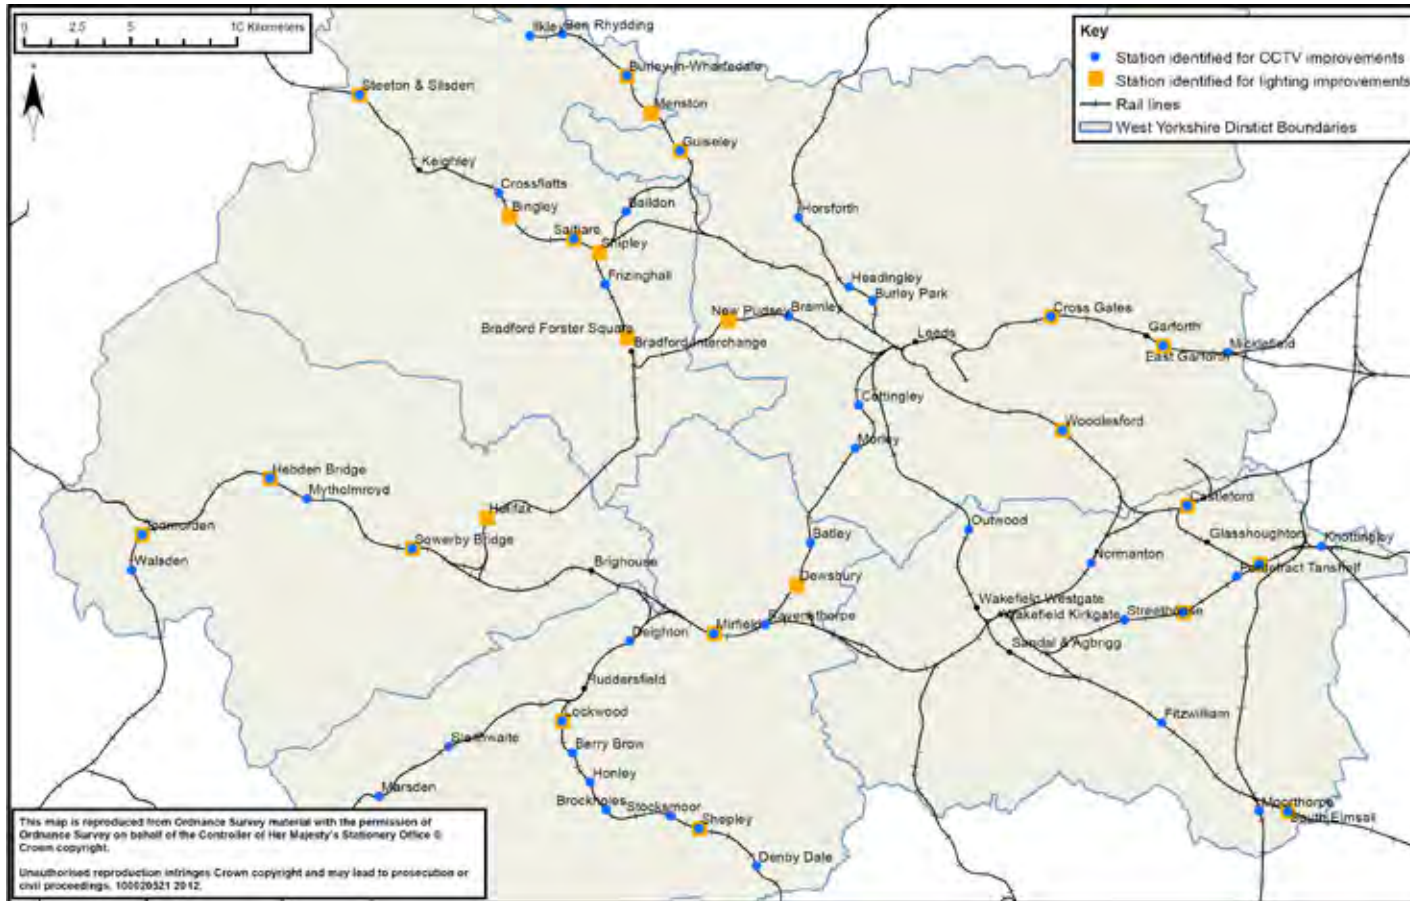 0 2.5 5 10 Kilometers
Key
Station identified for CCTV improvements
Station identified for lighting improvements
Rail lines
West Yorkshire Dirstict Boundaries
Ilkley
Ben Rhydding
Burley-in-Wharfedale
Steeton & Silsden
Menston
Guiseley
Keighley
Crossflatts
Bingley
Baildon
Horsforth
Saltiare
Shipley
Frizinghall
Headingley
Burley Park
New Pudsey
Bramley
Cross Gates
Bradford Forster Square
Bradford Interchange
Leeds
Garforth
East Garforth
Micklefield
Cottingley
Morley
Woodlesford
Hebden Bridge
Mytholmroyd
Halifax
Castleford
Todmorden
Sowerby Bridge
Outwood
Glasshoughton
Knottingley
Walsden
Batley
Normanton
Brighouse
Dewsbury
Pontefract Tanshelf
Wakefield Westgate
Wakefield Kirkgate
Streethouse
Mirfield
Ravensthorpe
Deighton
Sandal & Agbrigg
Huddersfield
Lockwood
Fitzwilliam
Slaithwaite
Berry Brow
Honley
Marsden
Brockholes
Stocksmoor
Shepley
Moorthorpe
South Elmsall
Denby Dale
This map is reproduced from Ordnance Survey material with the permission of
Ordnance Survey on behalf of the Controller of Her Majesty's Stationery Office ©
Crown copyright.
Unauthorised reproduction infringes Crown copyright and may lead to prosecution or
civil proceedings. 100020521 2012.